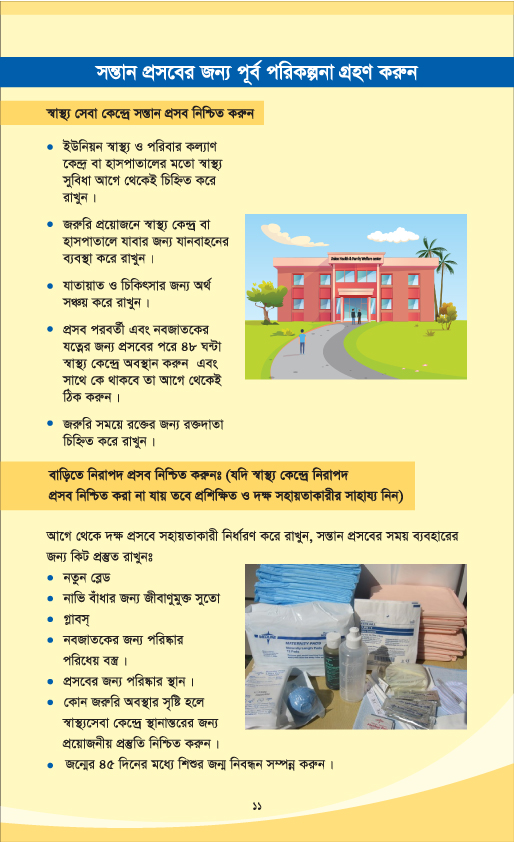 সন্তান প্রসবের জন্য পূর্ব পরিকল্পনা গ্রহণ করুন
স্বাস্থ্য সেবা কেন্দ্রে সন্তান প্রসব নিশ্চিত করুন
• ইউনিয়ন স্বাস্থ্য ও পরিবার কল্যাণ
কেন্দ্র বা হাসপাতালের মতো স্বাস্থ্য
সুবিধা আগে থেকেই চিহ্নিত করে
রাখুন ।
• জরুরি প্রয়োজনে স্বাস্থ্য কেন্দ্র বা
হাসপাতালে যাবার জন্য যানবাহনের
ব্যবস্থা করে রাখুন ।
• যাতায়াত ও চিকিৎসার জন্য অর্থ
সঞ্চয় করে রাখুন ।
• প্রসব পরবর্তী এবং নবজাতকের
যত্নের জন্য প্রসবের পরে ৪৮ ঘন্টা
স্বাস্থ্য কেন্দ্রে অবস্থান করুন এবং
সাথে কে থাকবে তা আগে থেকেই
ঠিক করুন ।
• জরুরি সময়ে রক্তের জন্য রক্তদাতা
চিহ্নিত করে রাখুন ।
Union Health & Family Welfare center
বাড়িতে নিরাপদ প্রসব নিশ্চিত করুনঃ (যদি স্বাস্থ্য কেন্দ্রে নিরাপদ
প্রসব নিশ্চিত করা না যায় তবে প্রশিক্ষিত ও দক্ষ সহায়তাকারীর সাহায্য নিন)
আগে থেকে দক্ষ প্রসবে সহায়তাকারী নির্ধারণ করে রাখুন, সন্তান প্রসবের সময় ব্যবহারের
জন্য কিট প্রস্তুত রাখুনঃ
• নতুন ব্লেড
• নাভি বাঁধার জন্য জীবাণুমুক্ত সুতো
• গ্লাবস্
• নবজাতকের জন্য পরিষ্কার
পরিধেয় বস্ত্র ।
• প্রসবের জন্য পরিষ্কার স্থান ।
• কোন জরুরি অবস্থার সৃষ্টি হলে
স্বাস্থ্যসেবা কেন্দ্রে স্থানান্তরের জন্য
প্রয়োজনীয় প্রস্তুতি নিশ্চিত করুন ।
• জন্মের ৪৫ দিনের মধ্যে শিশুর জন্ম নিবন্ধন সম্পন্ন করুন ।
MEDLINE
MATERNITY PADS
১১